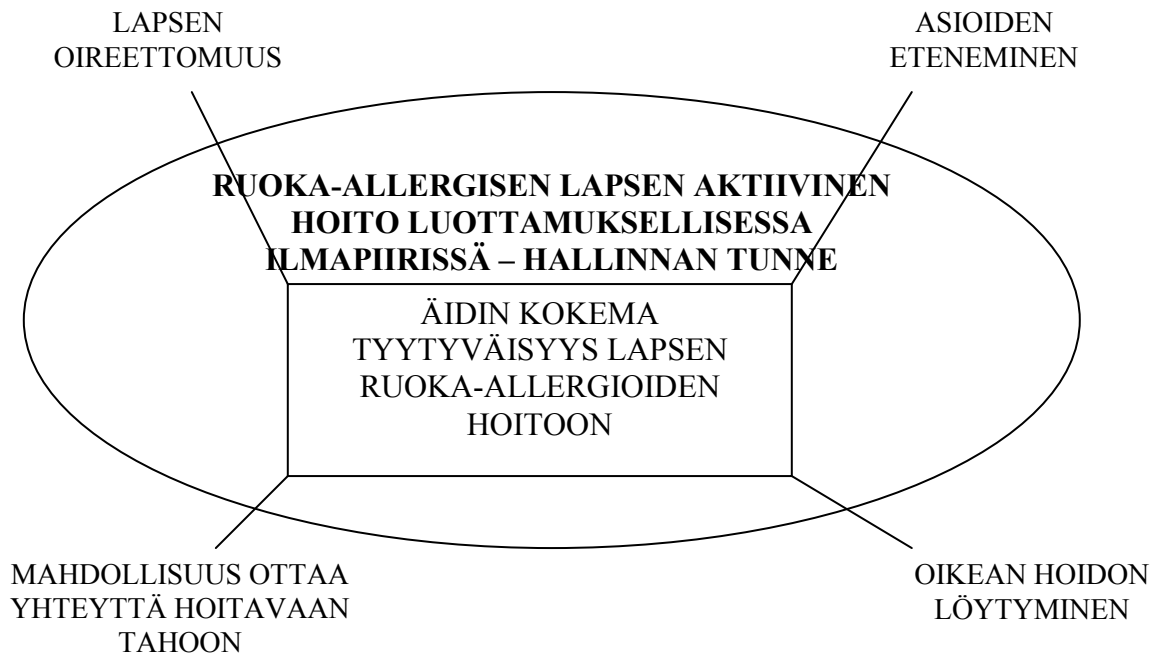 LAPSEN
OIREETTOMUUS
ASIOIDEN
ETENEMINEN
RUOKA-ALLERGISEN LAPSEN AKTIIVINEN
HOITO LUOTTAMUKSELLISESSA
ILMAPIIRISSÄ – HALLINNAN TUNNE
ÄIDIN KOKEMA
TYYTYVÄISYYS LAPSEN
RUOKA-ALLERGIOIDEN
HOITOON
MAHDOLLISUUS OTTAA
YHTEYTTÄ HOITAVAAN
TAHOON
OIKEAN HOIDON
LÖYTYMINEN